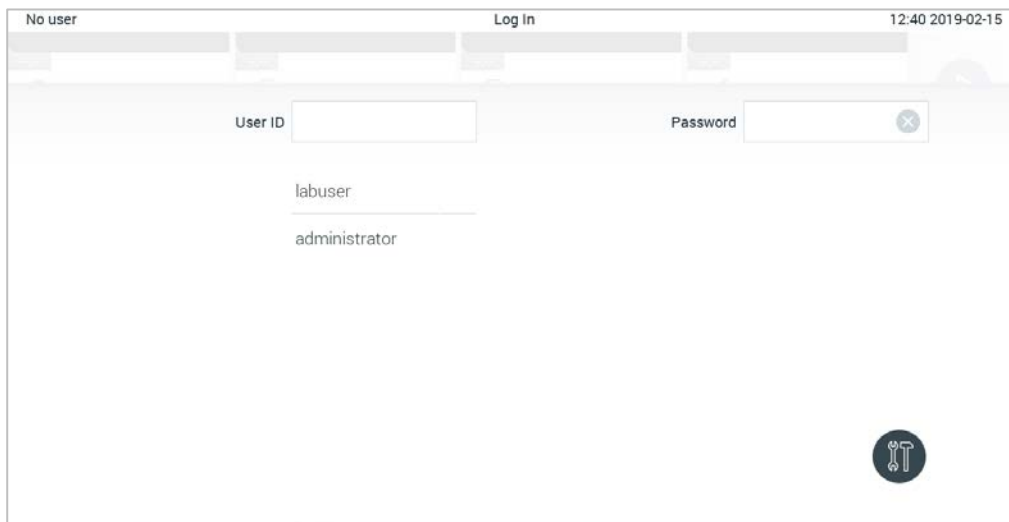 No user Log In 12:40 2019-02-15
User ID Password
labuser
administrator